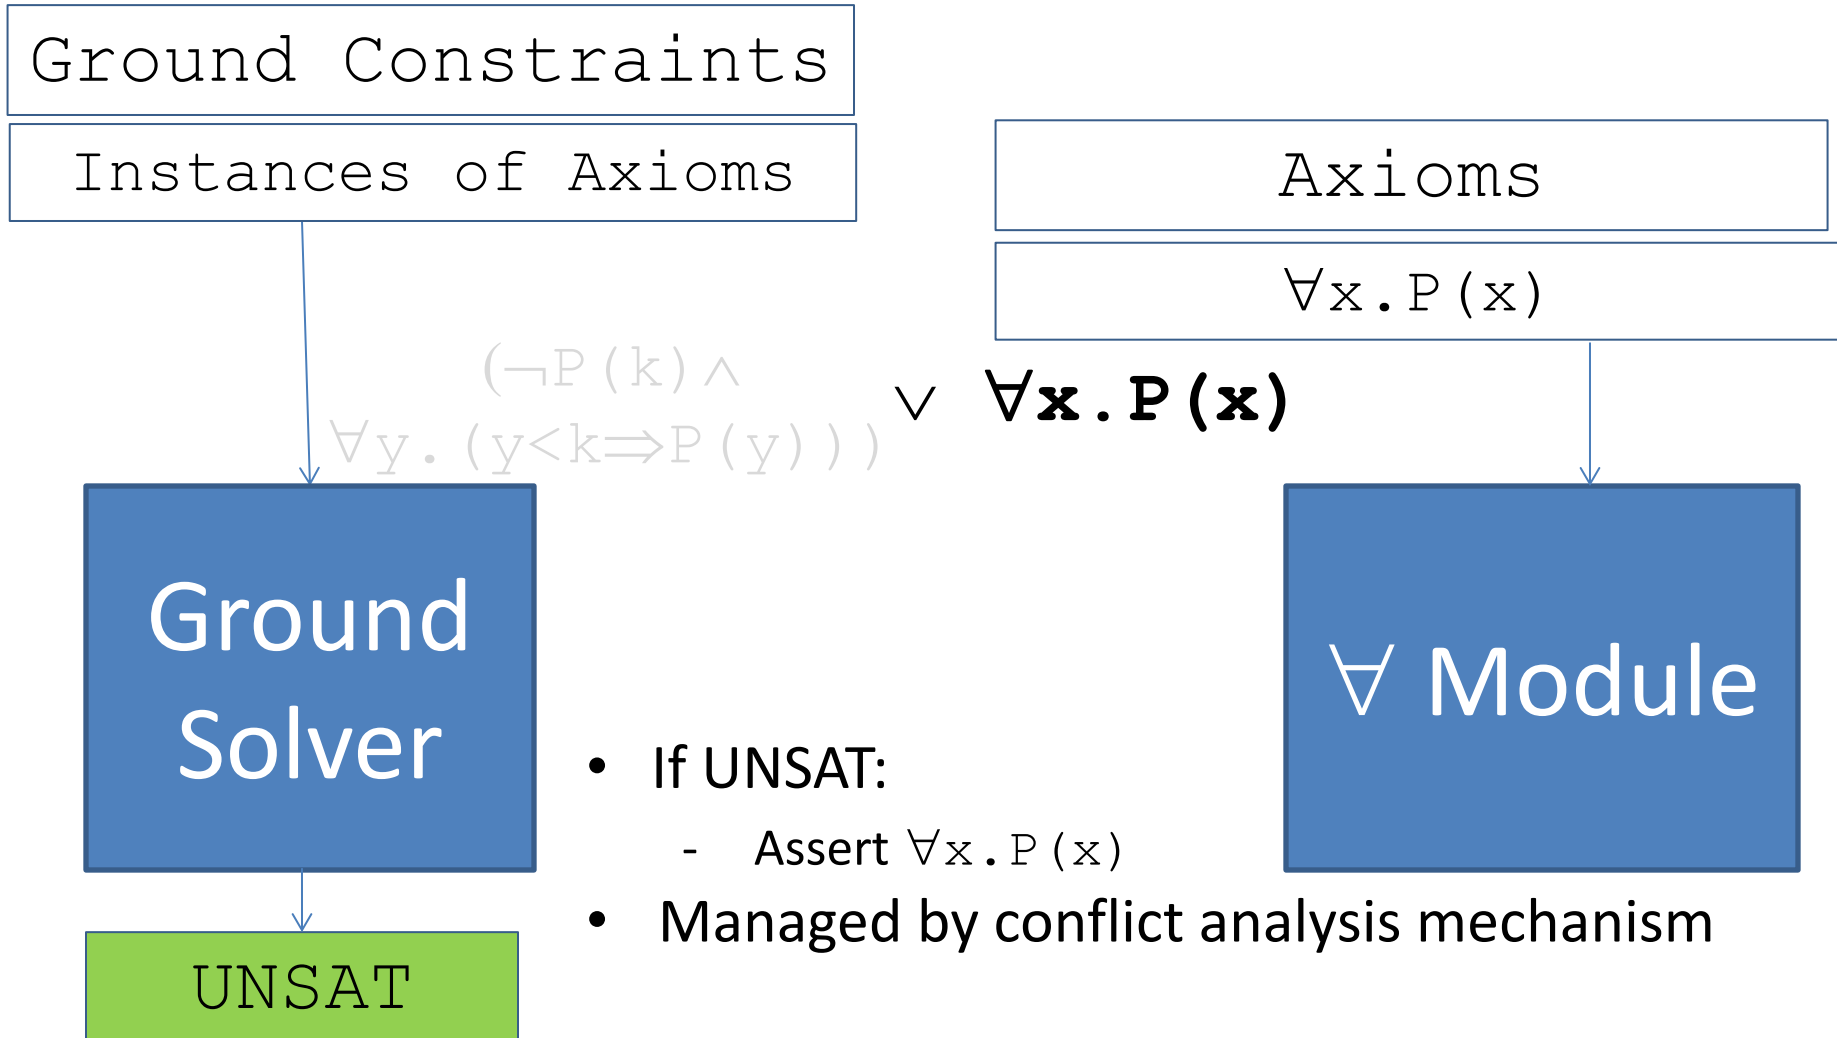 Ground Constraints
Instances of Axioms
Axioms
∀x.P(x)
(¬P(k)∧
∀y.(y<k⇒P(y)))
∨ ∀x.P(x)
Ground
Solver
∀ Module
• If UNSAT:
- Assert ∀x.P(x)
• Managed by conflict analysis mechanism
UNSAT